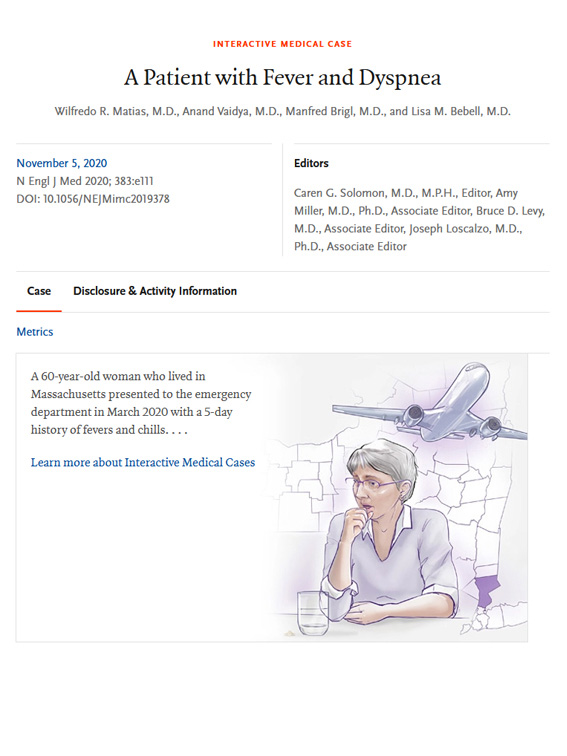 INTERACTIVE MEDICAL CASE
A Patient with Fever and Dyspnea
Wilfredo R. Matias, M.D., Anand Vaidya, M.D., Manfred Brigl, M.D., and Lisa M. Bebell, M.D.
November 5, 2020
N Engl J Med 2020; 383:e111
DOI: 10.1056/NEJMimc2019378
Editors
Caren G. Solomon, M.D., M.P.H., Editor, Amy
Miller, M.D., Ph.D., Associate Editor, Bruce D. Levy,
M.D., Associate Editor, Joseph Loscalzo, M.D.,
Ph.D., Associate Editor
Case
Disclosure & Activity Information
Metrics
A 60-year-old woman who lived in
Massachusetts presented to the emergency
department in March 2020 with a 5-day
history of fevers and chills. . . .
Learn more about Interactive Medical Cases